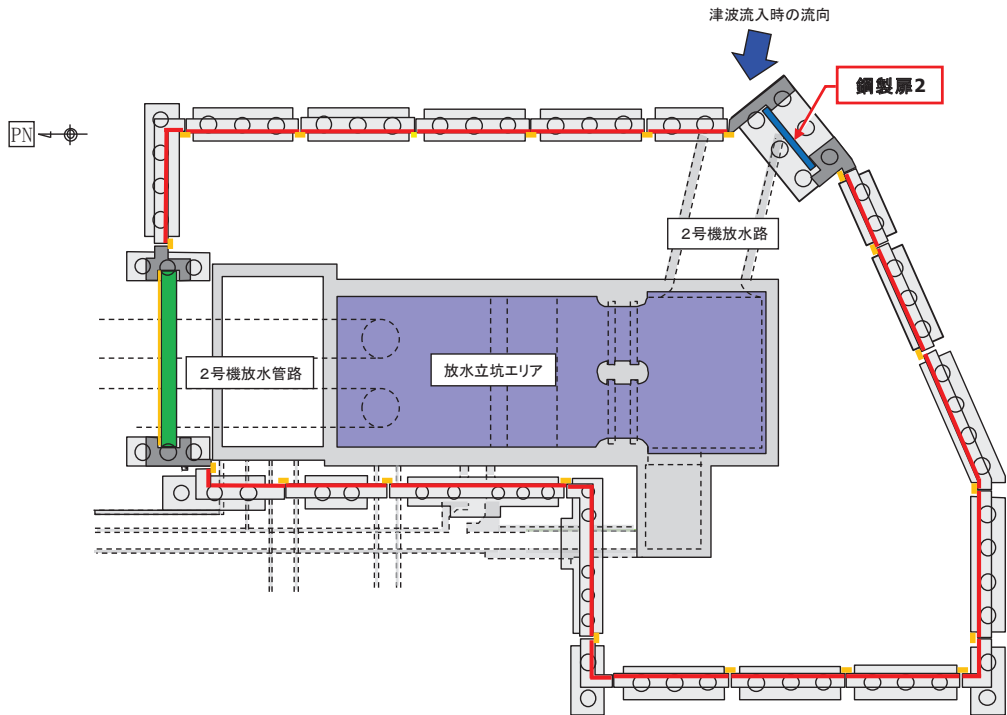 津波流入時の流向
鋼製扉2
PN
2号機放水路
2号機放水管路
放水立坑エリア